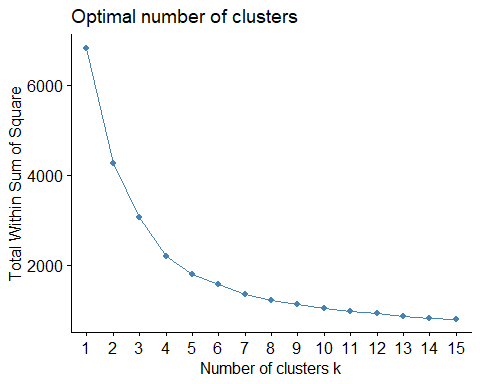 Optimal number of clusters
Total Within Sum of Square
6000
4000
2000
1 2 3 4 5 6 7 8 9 10 11 12 13 14 15
Number of clusters k